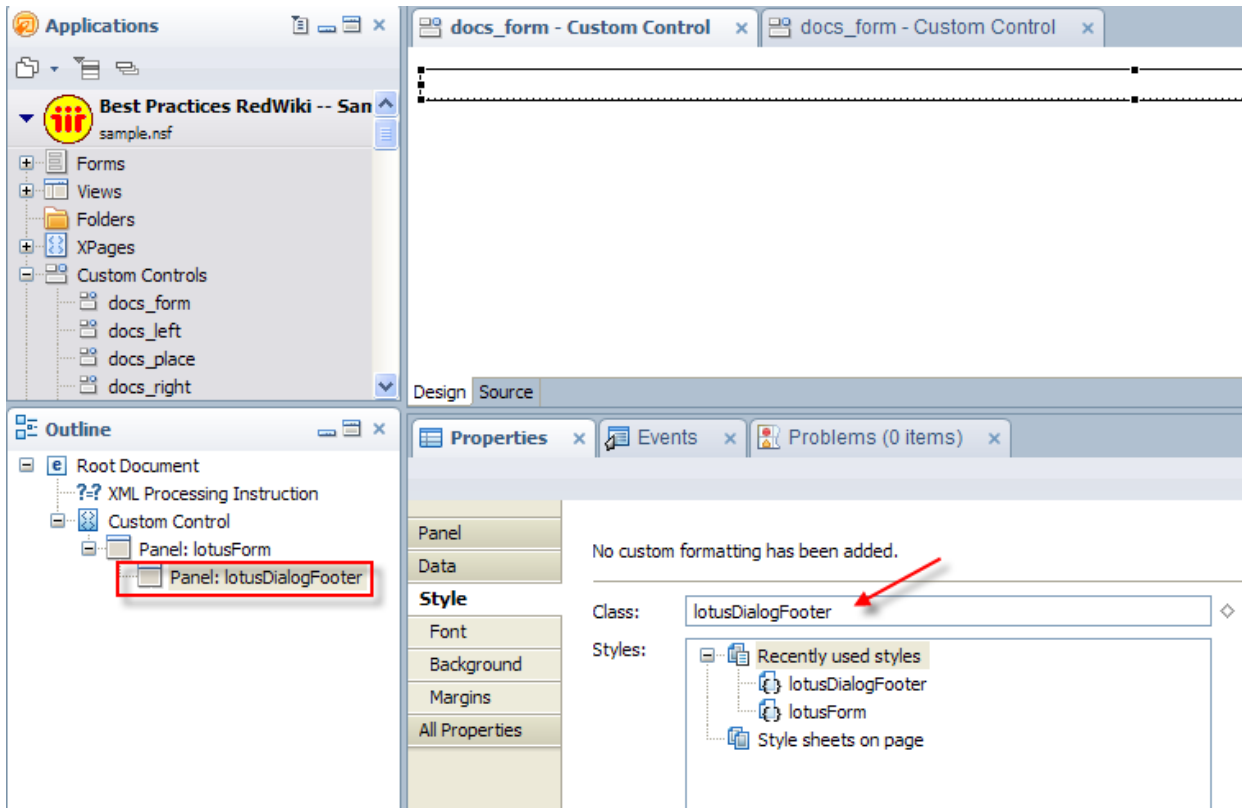 Applications
Best Practices RedWiki -- San
sample.nsf
Forms
Views
Folders
XPages
Custom Controls
docs_form
docs_left
docs_place
docs_right
docs_form - Custom Control
docs_form - Custom Control
Design Source
Outline
Root Document
?=? XML Processing Instruction
Custom Control
Panel: lotusForm
Panel: lotusDialogFooter
Properties
Events
Problems (0 items)
Panel
Data
Style
Font
Background
Margins
All Properties
No custom formatting has been added.
Class: lotusDialogFooter
Styles:
Recently used styles
lotusDialogFooter
lotusForm
Style sheets on page